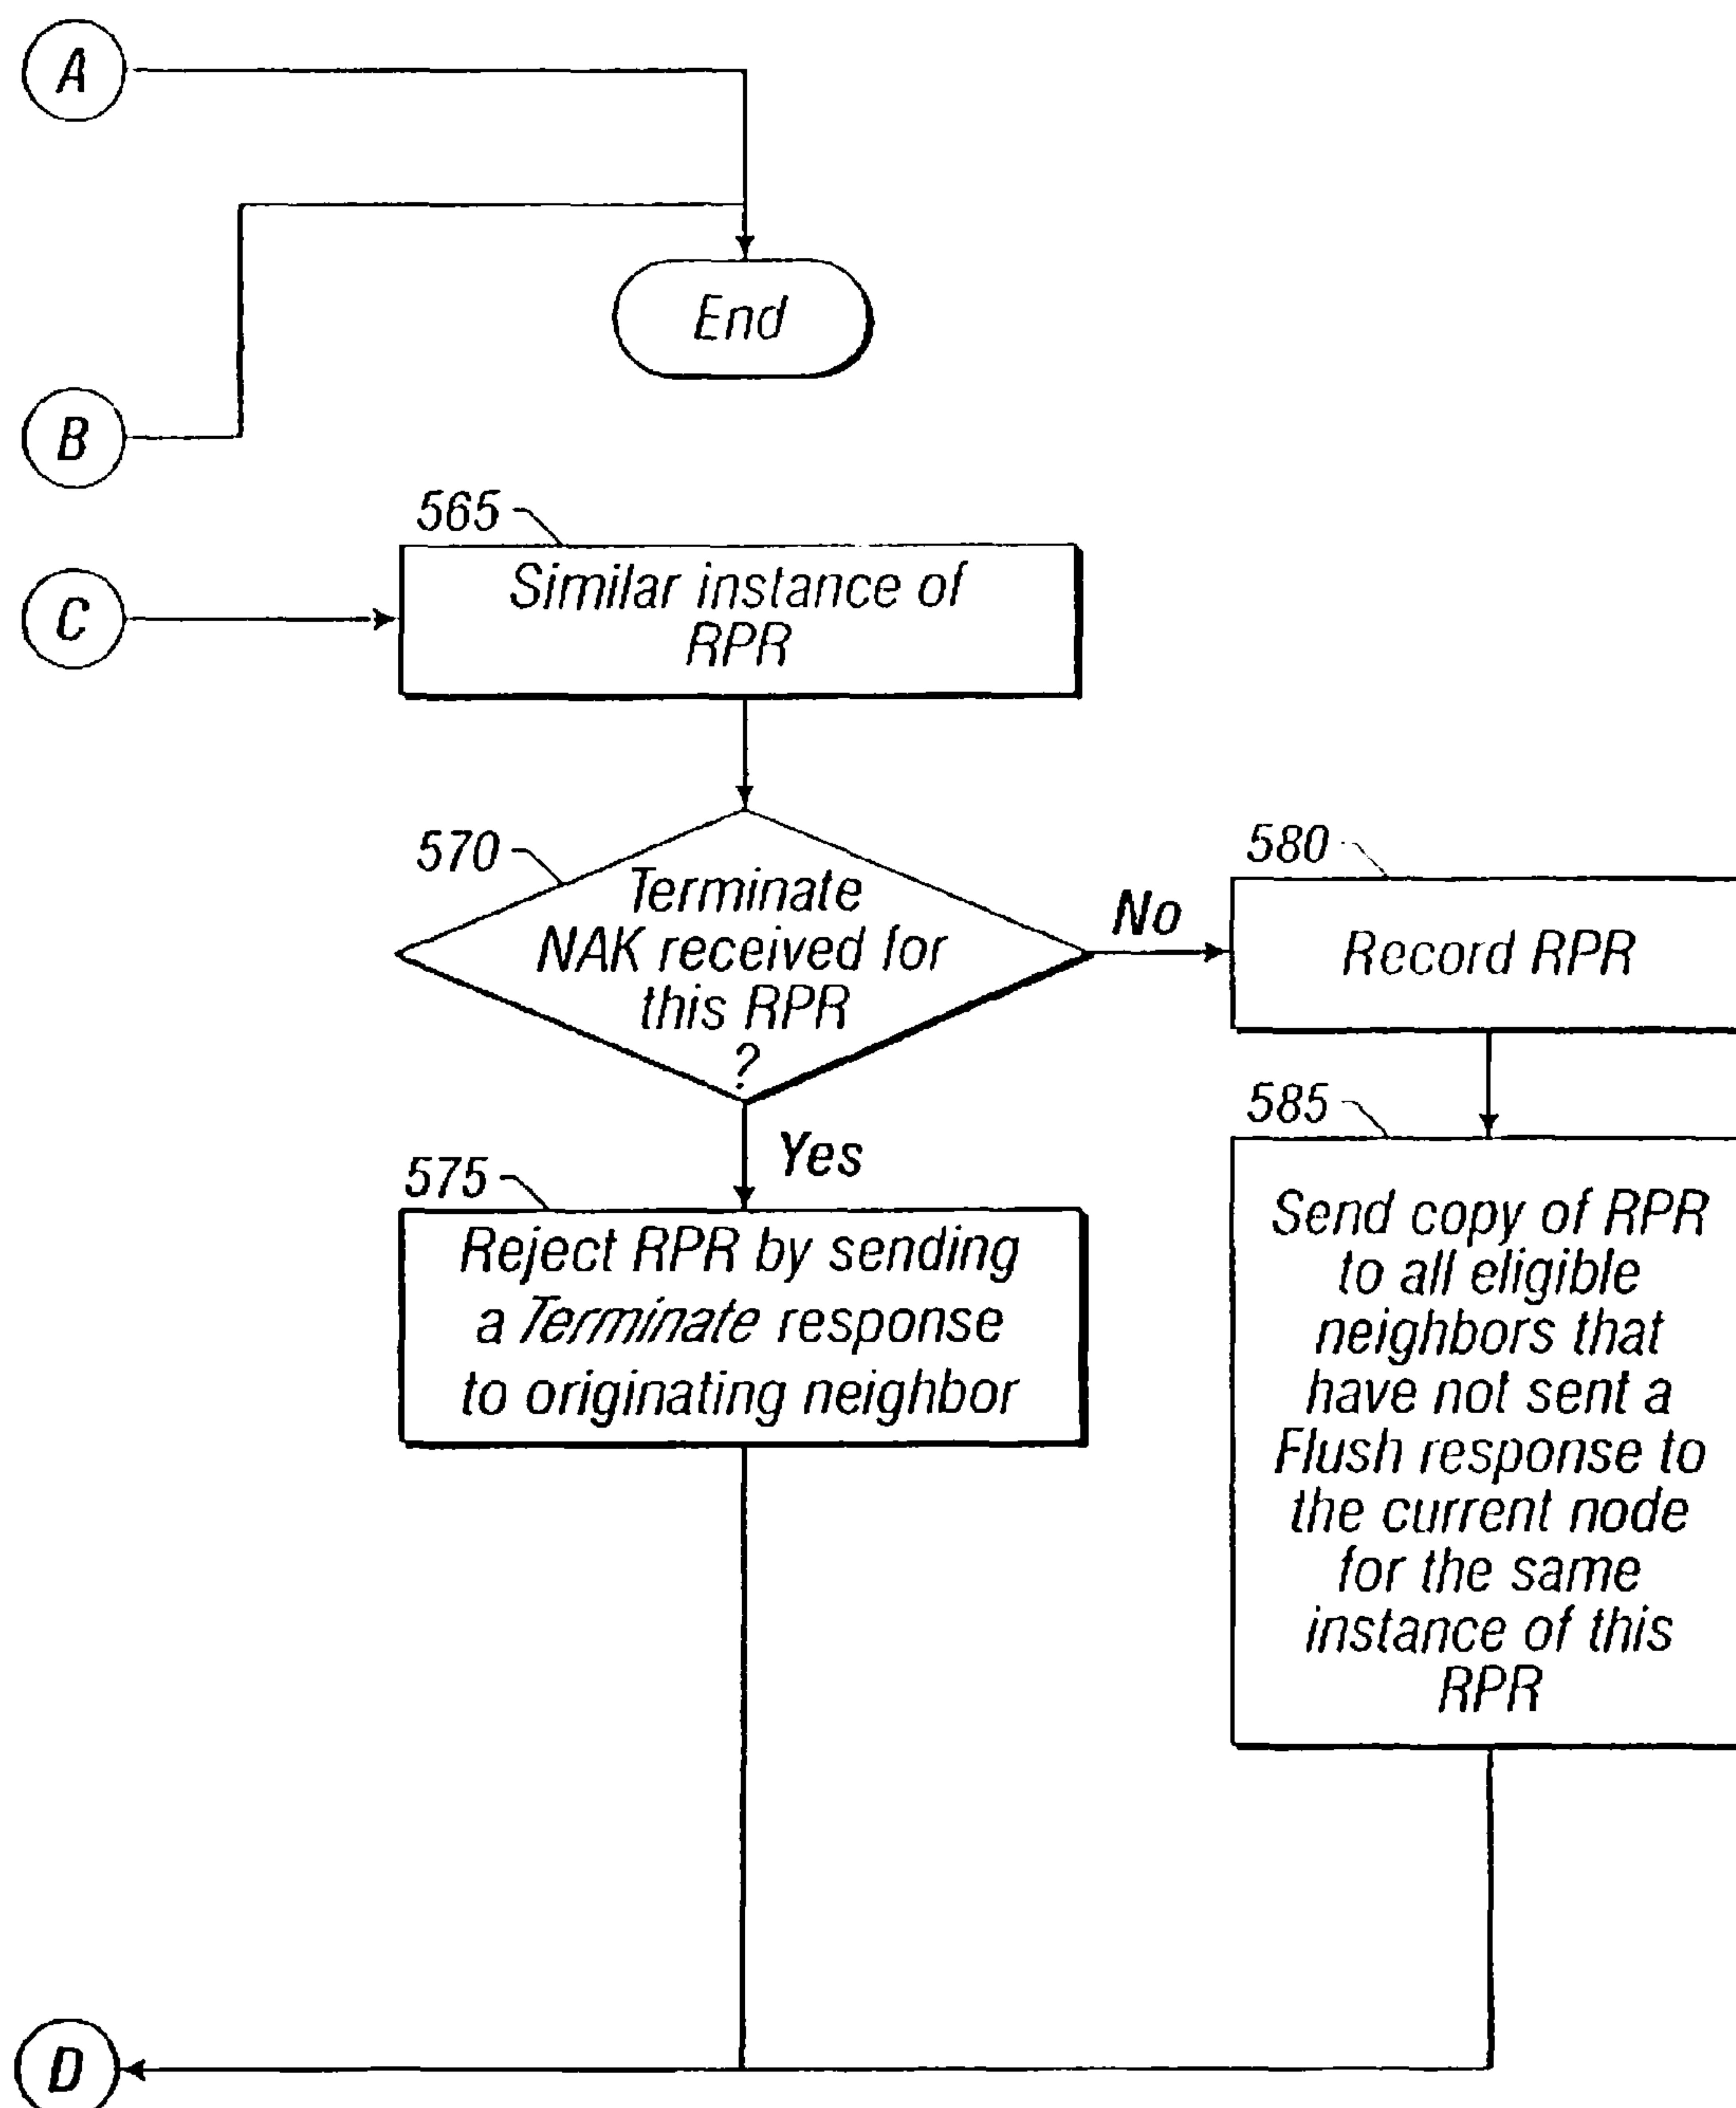 A
End
B
565
C
Similar instance of
RPR
570
Terminate
NAK received for
this RPR
?
No
580
Record RPR
Yes
575
Reject RPR by sending
a Terminate response
to originating neighbor
585
Send copy of RPR
to all eligible
neighbors that
have not sent a
Flush response to
the current node
for the same
instance of this
RPR
D